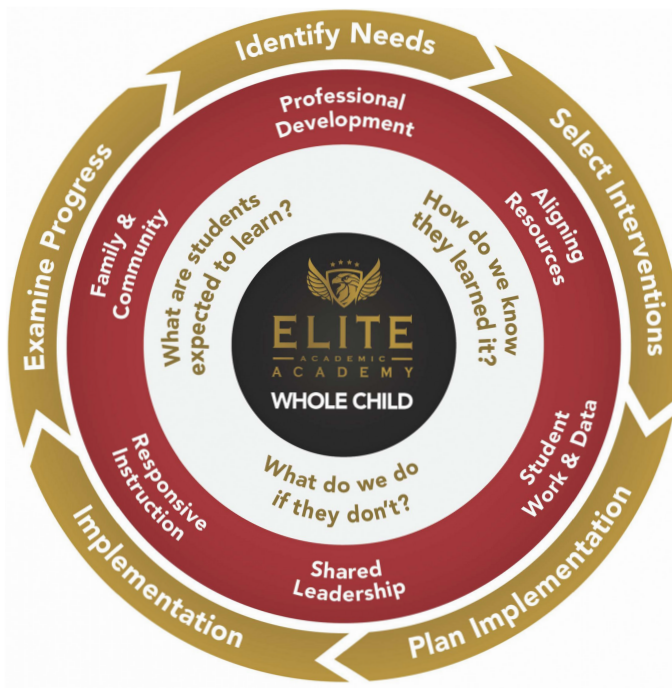 Identify Needs
Select Interventions
Plan Implementation
Implementation
Examine Progress
Professional
Development
Aligning
Resources
Student
Work & Data
Shared
Leadership
Responsive
Instruction
Family &
Community
What are students
expected to learn?
How do we know
they learned it?
What do we do
if they don't?
ELITE
ACADEMIC
ACADEMY
WHOLE CHILD